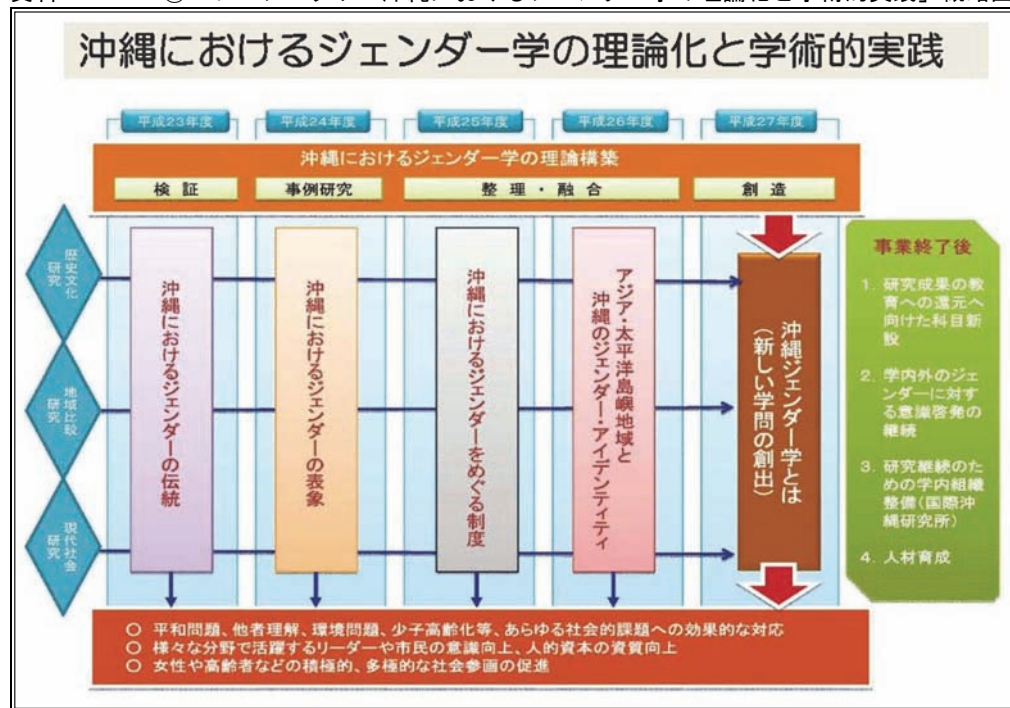 沖縄におけるジェンダー学の理論化と学術的実践
平成23年度
平成24年度
平成25年度
平成26年度
平成27年度
沖縄におけるジェンダー学の理論構築
検 証
事例研究
整 理 ・ 融 合
創 造
歴史文化
研究
地域比較
研究
現代社会
研究
沖縄におけるジェンダーの伝統
沖縄におけるジェンダーの表象
沖縄におけるジェンダーをめぐる制度
アジア・太平洋島嶼地域と
沖縄のジェンダー・アイデンティティ
沖縄ジェンダー学とは
(新しい学問の創出)
事業終了後
1. 研究成果の教
育への還元へ
向けた科目新
設
2. 学内外のジェ
ンダーに対す
る意識啓発の
継続
3. 研究継続のた
めの学内組織
整備(国際沖
縄研究所)
4. 人材育成
○ 平和問題、他者理解、環境問題、少子高齢化等、あらゆる社会的課題への効果的な対応
○ 様々な分野で活躍するリーダーや市民の意識向上、人的資本の資質向上
○ 女性や高齢者などの積極的、多極的な社会参画の促進